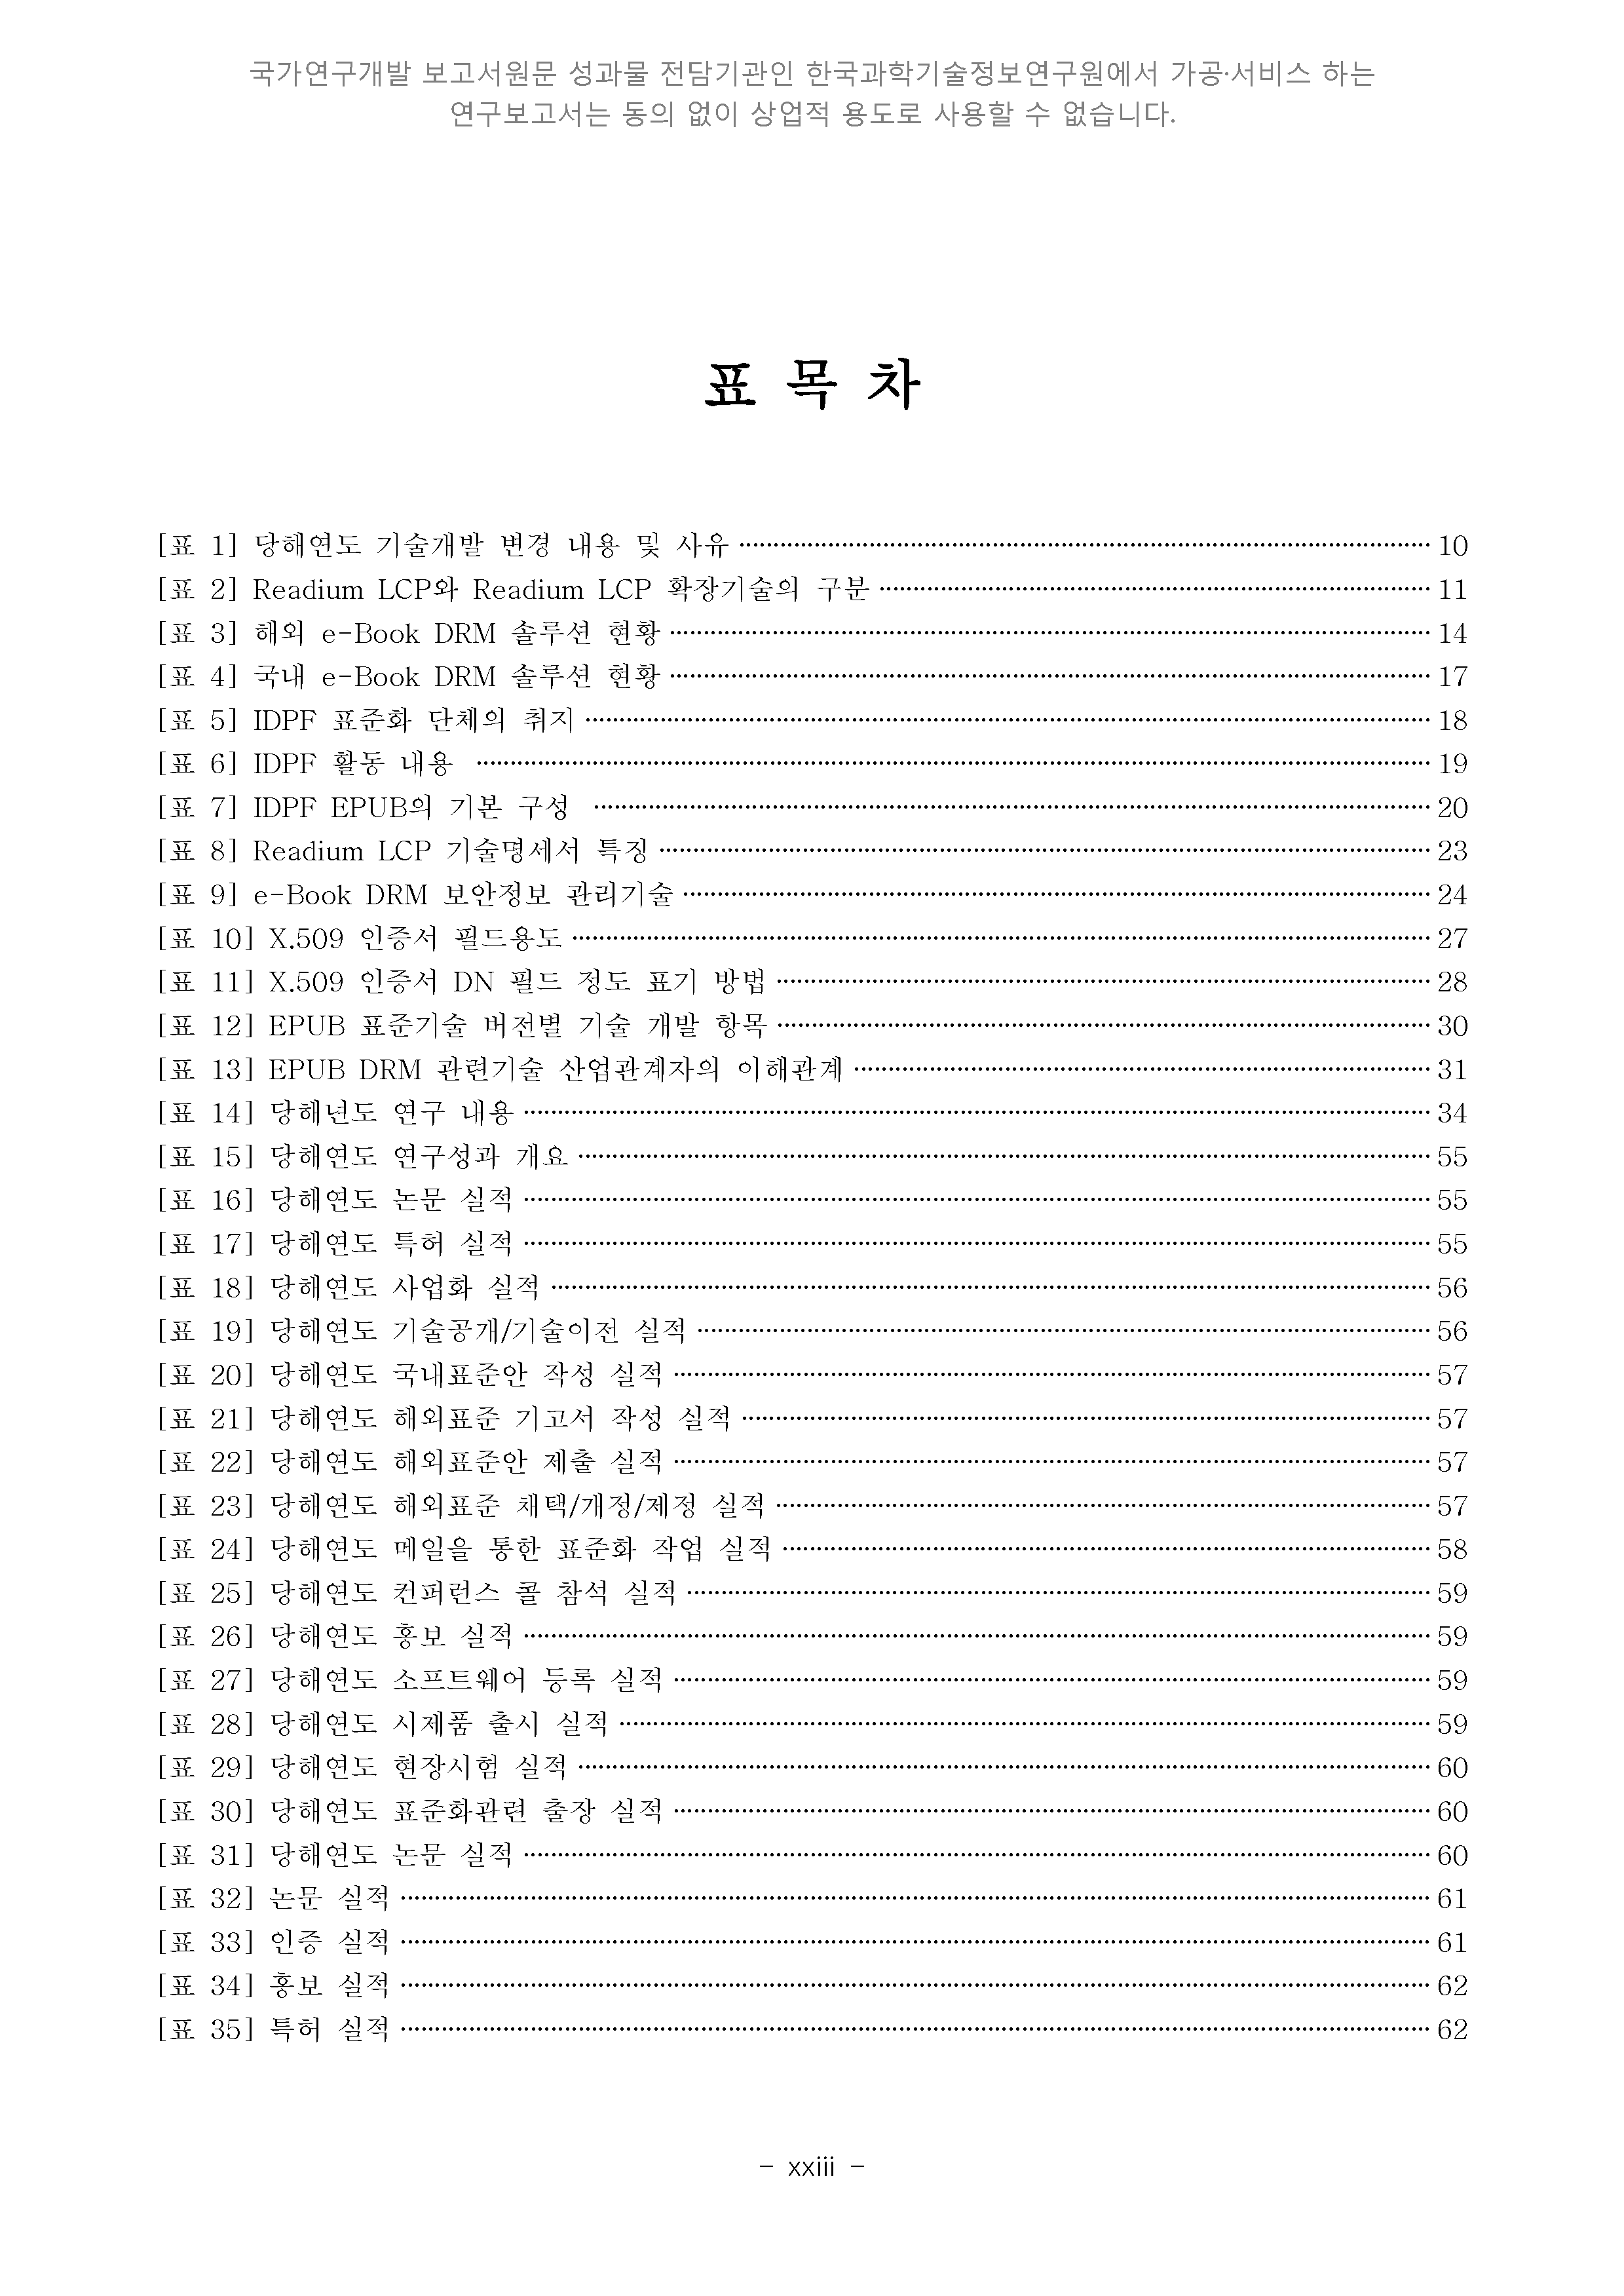 국가연구개발 보고서원문 성과물 전담기관인 한국과학기술정보연구원에서 가공·서비스 하는
연구보고서는 동의 없이 상업적 용도로 사용할 수 없습니다.
표 목 차
[표 1] 당해연도 기술개발 변경 내용 및 사유 10
[표 2] Readium LCP와 Readium LCP 확장기술의 구분 11
[표 3] 해외 e-Book DRM 솔루션 현황 14
[표 4] 국내 e-Book DRM 솔루션 현황 17
[표 5] IDPF 표준화 단체의 취지 18
[표 6] IDPF 활동 내용 19
[표 7] IDPF EPUB의 기본 구성 20
[표 8] Readium LCP 기술명세서 특징 23
[표 9] e-Book DRM 보안정보 관리기술 24
[표 10] X.509 인증서 필드용도 27
[표 11] X.509 인증서 DN 필드 정도 표기 방법 28
[표 12] EPUB 표준기술 버전별 기술 개발 항목 30
[표 13] EPUB DRM 관련기술 산업관계자의 이해관계 31
[표 14] 당해년도 연구 내용 34
[표 15] 당해연도 연구성과 개요 55
[표 16] 당해연도 논문 실적 55
[표 17] 당해연도 특허 실적 55
[표 18] 당해연도 사업화 실적 56
[표 19] 당해연도 기술공개/기술이전 실적 56
[표 20] 당해연도 국내표준안 작성 실적 57
[표 21] 당해연도 해외표준 기고서 작성 실적 57
[표 22] 당해연도 해외표준안 제출 실적 57
[표 23] 당해연도 해외표준 채택/개정/제정 실적 57
[표 24] 당해연도 메일을 통한 표준화 작업 실적 58
[표 25] 당해연도 컨퍼런스 콜 참석 실적 59
[표 26] 당해연도 홍보 실적 59
[표 27] 당해연도 소프트웨어 등록 실적 59
[표 28] 당해연도 시제품 출시 실적 59
[표 29] 당해연도 현장시험 실적 60
[표 30] 당해연도 표준화관련 출장 실적 60
[표 31] 당해연도 논문 실적 60
[표 32] 논문 실적 61
[표 33] 인증 실적 61
[표 34] 홍보 실적 62
[표 35] 특허 실적 62
- xxiii -